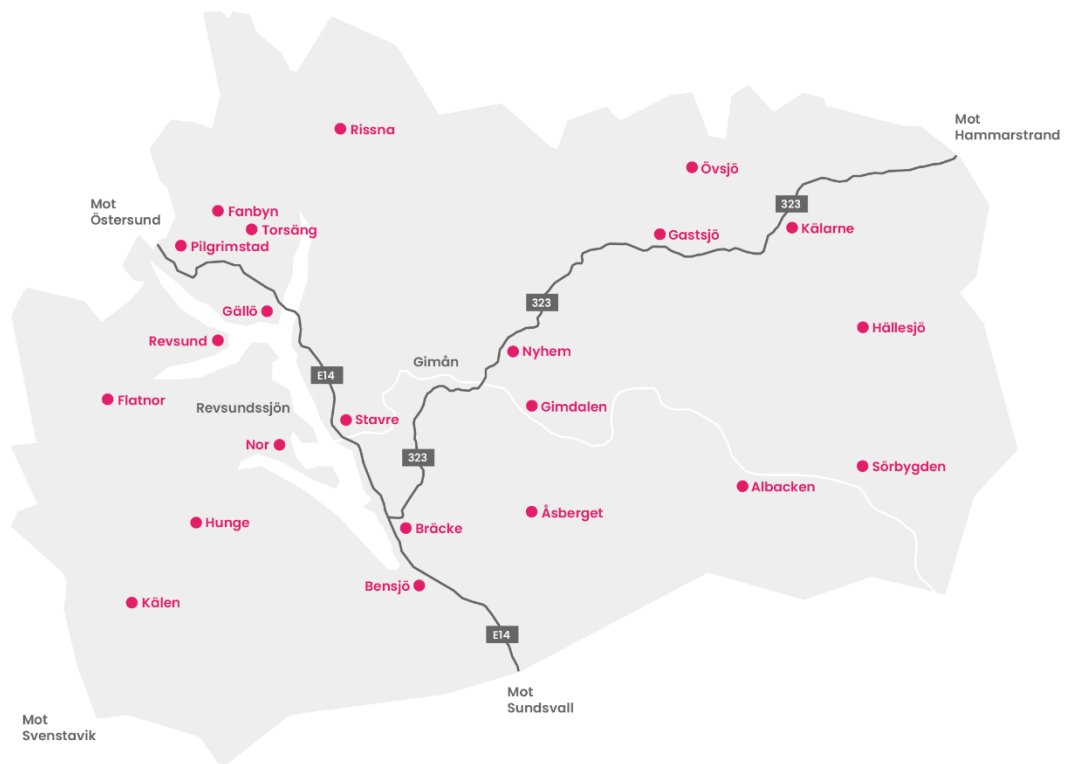 Mot
Hammarstrand
Rissna
Övsjö
Mot
Östersund
323
Fanbyn
Torsäng
Kälarne
Gastsjö
Pilgrimstad
323
Gällö
Hällesjö
Revsund
Nyhem
Gimån
E14
Flatnor
Revsundssjön
Gimdalen
Stavre
Nor
323
Sörbygden
Albacken
Åsberget
Hunge
Bräcke
Bensjö
Kälen
E14
Mot
Sundsvall
Mot
Svenstavik